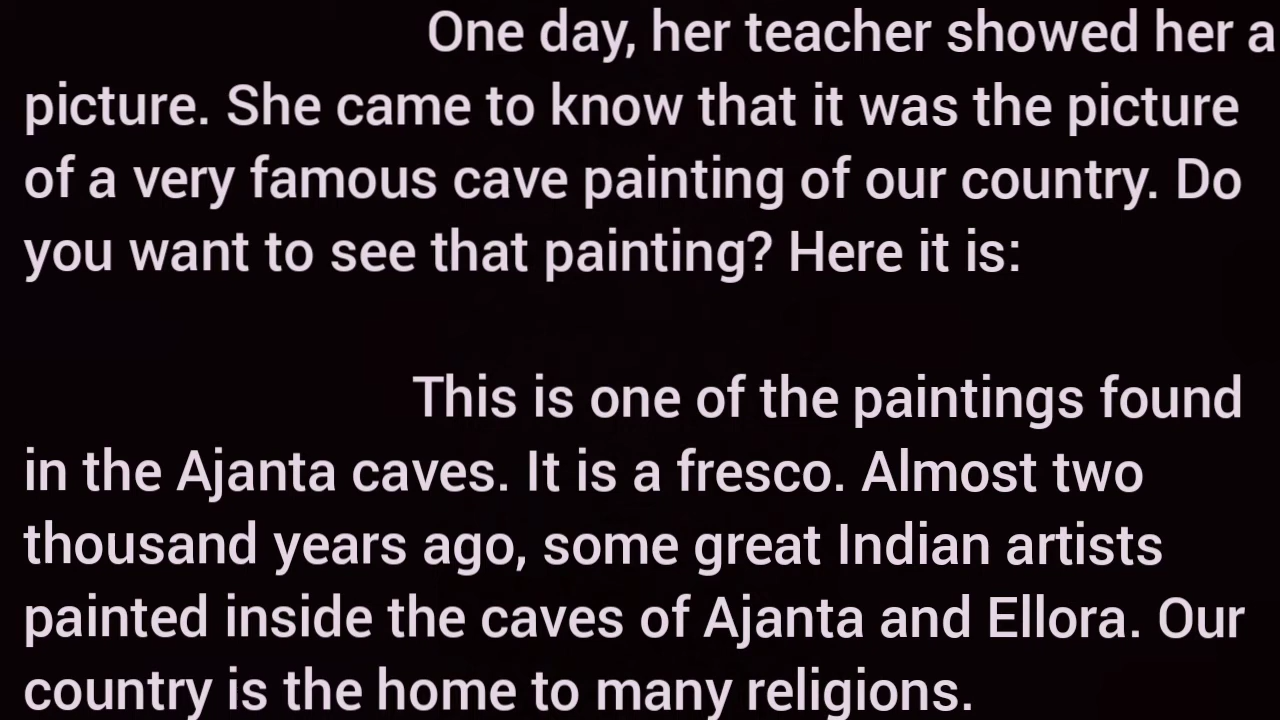 One day, her teacher showed her a
picture. She came to know that it was the picture
of a very famous cave painting of our country. Do
you want to see that painting? Here it is:
This is one of the paintings found
in the Ajanta caves. It is a fresco. Almost two
thousand years ago, some great Indian artists
painted inside the caves of Ajanta and Ellora. Our
country is the home to many religions.